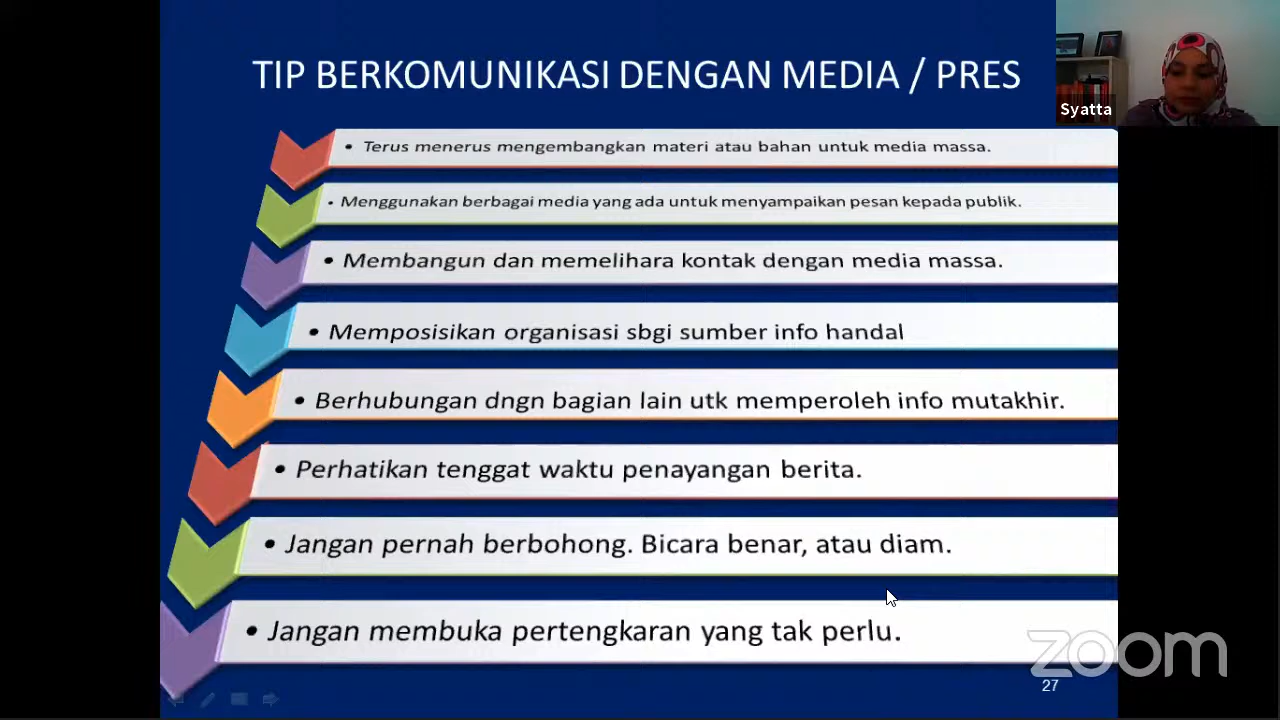 TIP BERKOMUNIKASI DENGAN MEDIA / PRES
Syatta
• Terus menerus mengembangkan materi atau bahan untuk media massa.
• Menggunakan berbagai media yang ada untuk menyampaikan pesan kepada publik.
• Membangun dan memelihara kontak dengan media massa.
• Memposisikan organisasi sbgi sumber info handal
• Berhubungan dngn bagian lain utk memperoleh info mutakhir.
• Perhatikan tenggat waktu penayangan berita.
• Jangan pernah berbohong. Bicara benar, atau diam.
• Jangan membuka pertengkaran yang tak perlu.
zoom
27